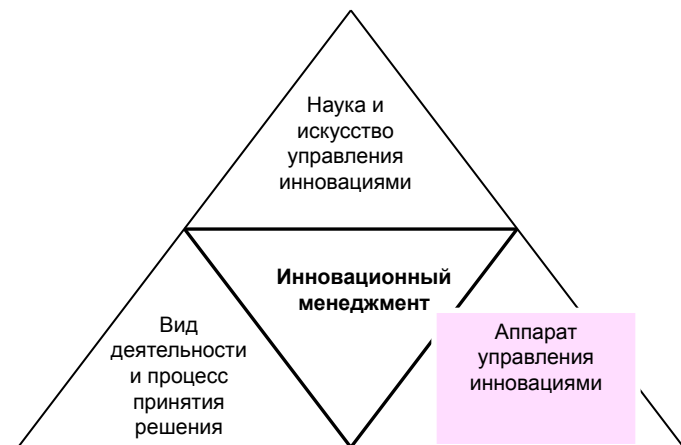 Наука и
искусство
управления
инновациями
Инновационный
менеджмент
Вид
деятельности
и процесс
принятия
решения
Аппарат
управления
инновациями